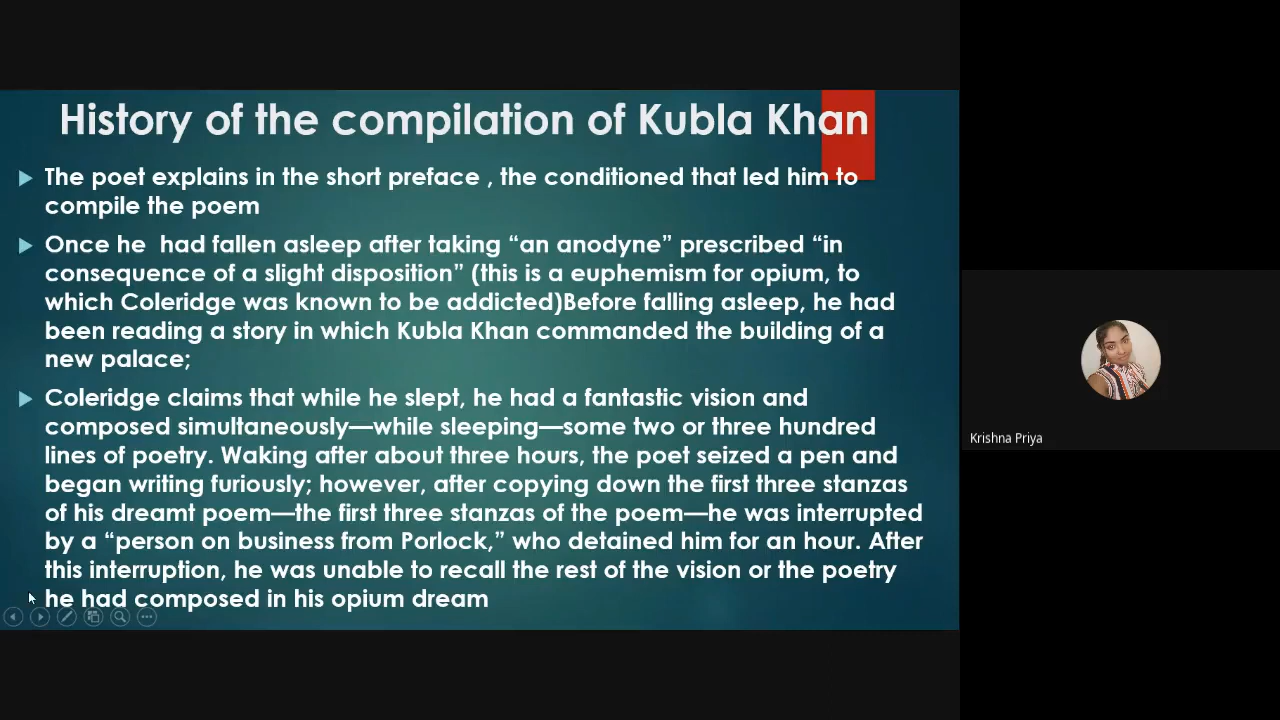 History of the compilation of Kubla Khan
The poet explains in the short preface , the conditioned that led him to
compile the poem
Once he had fallen asleep after taking “an anodyne” prescribed “in
consequence of a slight disposition” (this is a euphemism for opium, to
which Coleridge was known to be addicted)Before falling asleep, he had
been reading a story in which Kubla Khan commanded the building of a
new palace;
Coleridge claims that while he slept, he had a fantastic vision and
composed simultaneously—while sleeping—some two or three hundred
lines of poetry. Waking after about three hours, the poet seized a pen and
began writing furiously; however, after copying down the first three stanzas
of his dreamt poem—the first three stanzas of the poem—he was interrupted
by a “person on business from Porlock,” who detained him for an hour. After
this interruption, he was unable to recall the rest of the vision or the poetry
he had composed in his opium dream
Krishna Priya